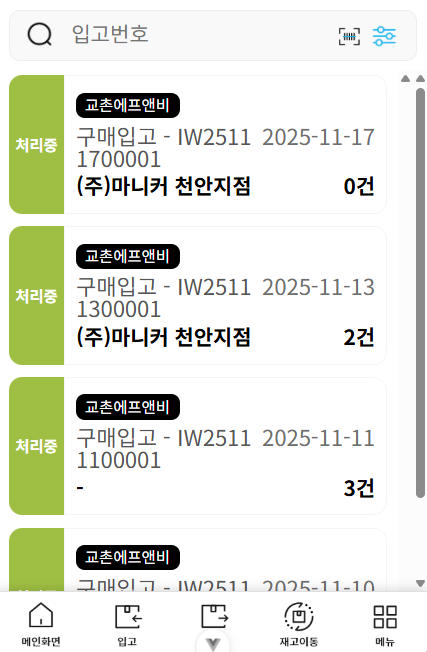 입고번호
처리중
교촌에프앤비
구매입고 - IW2511 2025-11-17
1700001
(주)마니커 천안지점 0건
처리중
교촌에프앤비
구매입고 - IW2511 2025-11-13
1300001
(주)마니커 천안지점 2건
처리중
교촌에프앤비
구매입고 - IW2511 2025-11-11
1100001
- 3건
교촌에프앤비
구매입고 - IW2511 2025-11-10
메인화면 입고 재고이동 메뉴